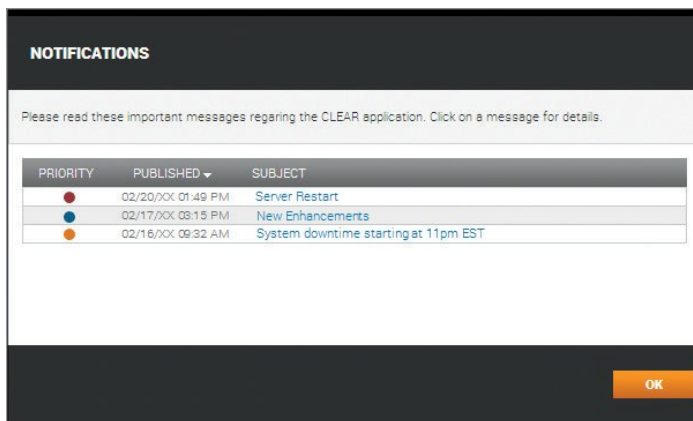 NOTIFICATIONS
Please read these important messages regaring the CLEAR application. Click on a message for details.
PRIORITY PUBLISHED SUBJECT
02/20/XX 01:49 PM Server Restart
02/17/XX 03:15 PM New Enhancements
02/16/XX 09:32 AM System downtime starting at 11pm EST
OK